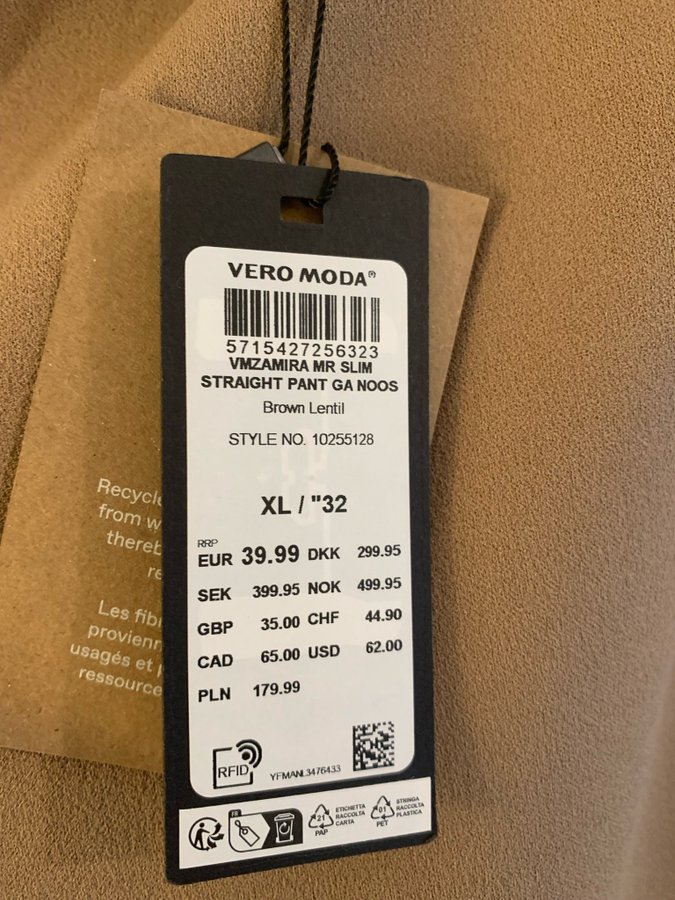 VERO MODA®
5715427256323
VMZAMIRA MR SLIM
STRAIGHT PANT GA NOOS
Brown Lentil
STYLE NO. 10255128
XL / "32
RRP
EUR 39.99 DKK 299.95
SEK 399.95 NOK 499.95
GBP 35.00 CHF 44.90
CAD 65.00 USD 62.00
PLN 179.99
RFID
YFMANL3476433
FR
21
PAP
ETICHETTA
RACCOLTA
CARTA
01
PET
STRINGA
RACCOLTA
PLASTICA
Recycle
from w
thereb
re
Les fib
provienn
usagés et l
ressource